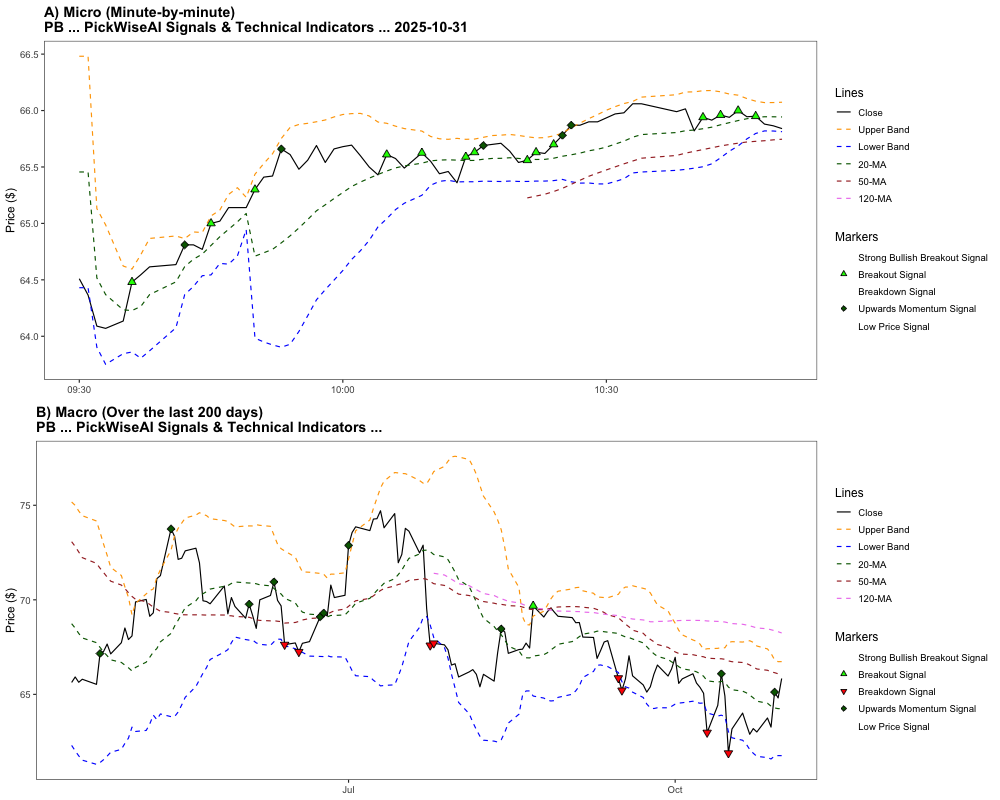 A) Micro (Minute-by-minute)
PB ... PickWiseAI Signals & Technical Indicators ... 2025-10-31
66.5
66.0
65.5
65.0
64.5
64.0
Price ($)
09:30
10:00
10:30
Lines
Close
Upper Band
Lower Band
20-MA
50-MA
120-MA
Markers
Strong Bullish Breakout Signal
Breakout Signal
Breakdown Signal
Upwards Momentum Signal
Low Price Signal
B) Macro (Over the last 200 days)
PB ... PickWiseAI Signals & Technical Indicators ...
75
70
65
Price ($)
Jul
Oct
Lines
Close
Upper Band
Lower Band
20-MA
50-MA
120-MA
Markers
Strong Bullish Breakout Signal
Breakout Signal
Breakdown Signal
Upwards Momentum Signal
Low Price Signal